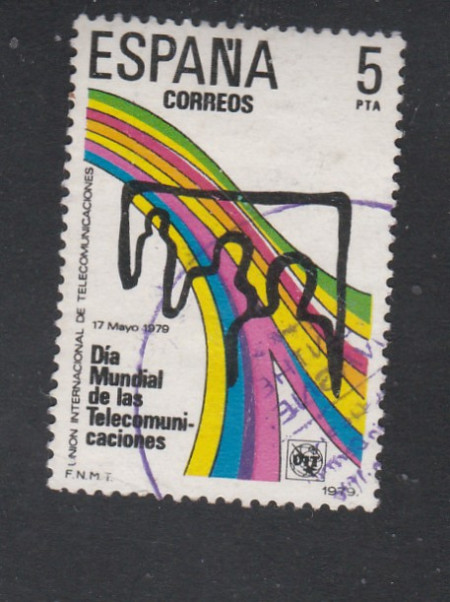 ESPAÑA
CORREOS
5
PTA
UNION INTERNACIONAL DE TELECOMUNICACIONES
17 Mayo 1979
Día
Mundial
de las
Telecomuni-
caciones
F.N.M.T.
1979.